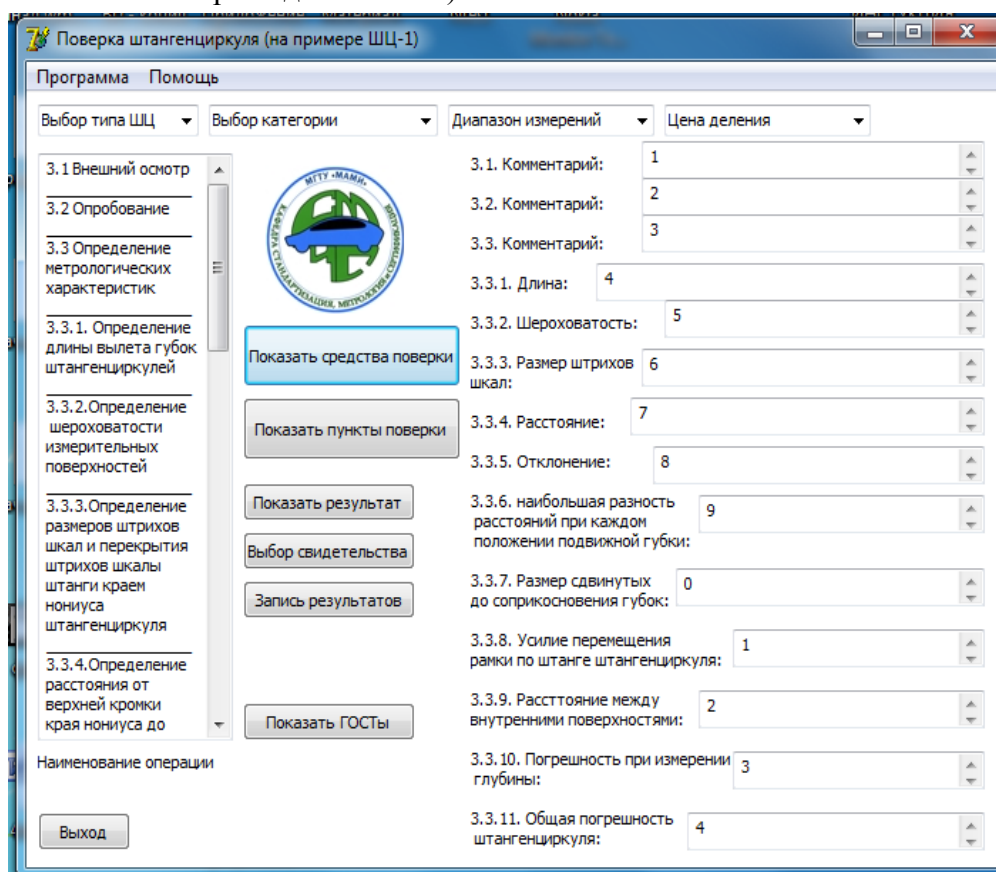 Поверка штангенциркуля (на примере ШЦ-1)
Программа Помощь
Выбор типа ШЦ Выбор категории Диапазон измерений Цена деления
3.1 Внешний осмотр
3.2 Опробование
3.3 Определение
метрологических
характеристик
3.3.1. Определение
длины вылета губок
штангенциркулей
3.3.2.Определение
шероховатости
измерительных
поверхностей
3.3.3.Определение
размеров штрихов
шкал и перекрытия
штрихов шкалы
штанги краем
нониуса
штангенциркуля
3.3.4.Определение
расстояния от
верхней кромки
края нониуса до
Наименование операции
Выход
МГТУ «МАМИ»
КАФЕДРА СТАНДАРТИЗАЦИЯ, МЕТРОЛОГИЯ И СЕРТИФИКАЦИЯ
Показать средства поверки
Показать пункты поверки
Показать результат
Выбор свидетельства
Запись результатов
Показать ГОСТы
3.1. Комментарий: 1
3.2. Комментарий: 2
3.3. Комментарий: 3
3.3.1. Длина: 4
3.3.2. Шероховатость: 5
3.3.3. Размер штрихов
шкал: 6
3.3.4. Расстояние: 7
3.3.5. Отклонение: 8
3.3.6. наибольшая разность
расстояний при каждом
положении подвижной губки: 9
3.3.7. Размер сдвинутых
до соприкосновения губок: 0
3.3.8. Усилие перемещения
рамки по штанге штангенциркуля: 1
3.3.9. Расттояние между
внутренними поверхностями: 2
3.3.10. Погрешность при измерении
глубины: 3
3.3.11. Общая погрешность
штангенциркуля: 4